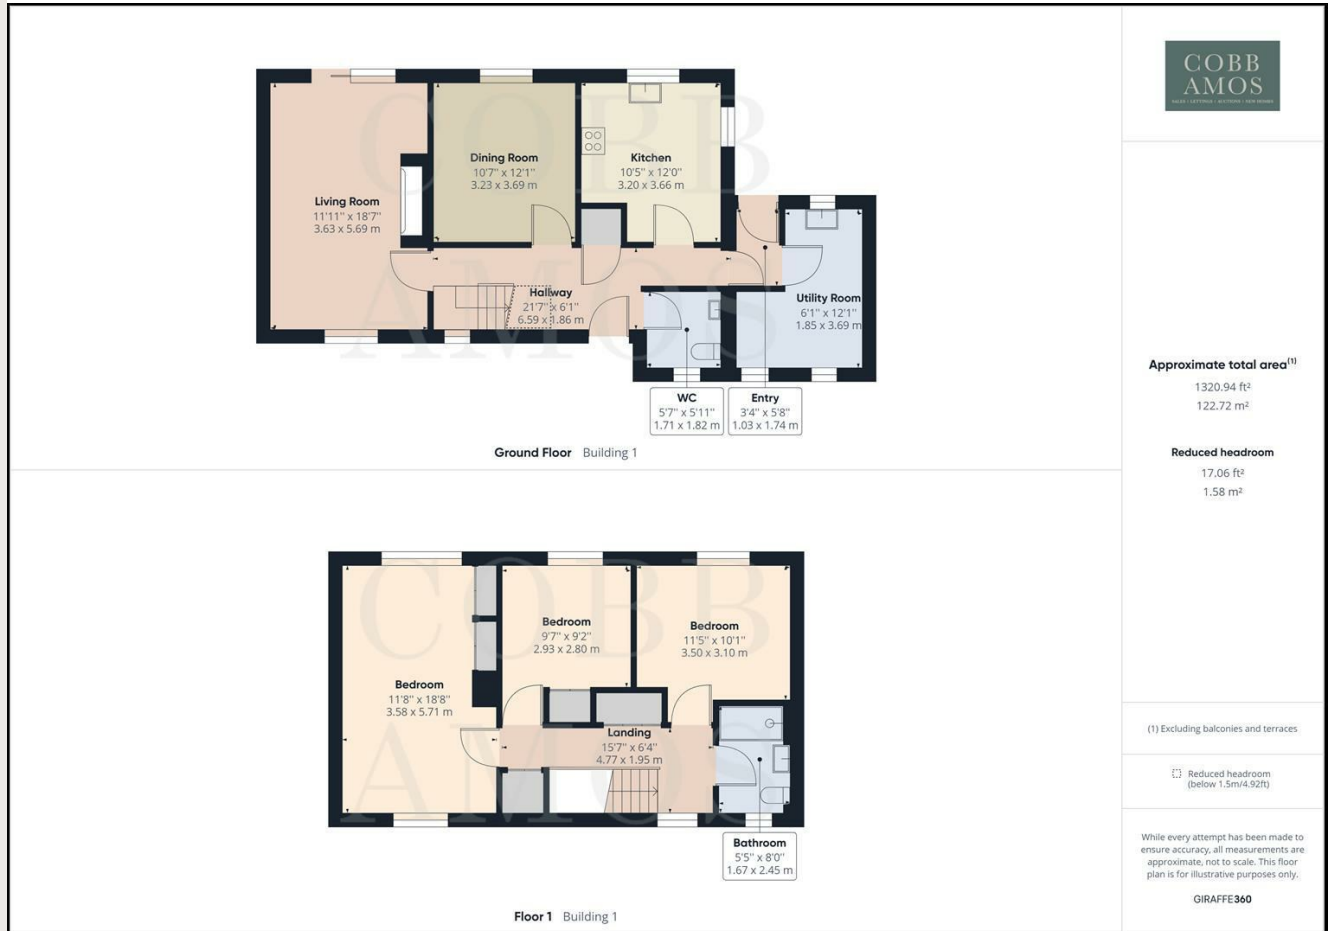 COBB
AMOS
SALES | LETTINGS | AUCTIONS | NEW HOMES
COBB
AMOS
Living Room
11'11" x 18'7"
3.63 x 5.69 m
Dining Room
10'7" x 12'1"
3.23 x 3.69 m
Kitchen
10'5" x 12'0"
3.20 x 3.66 m
Hallway
21'7" x 6'1"
6.59 x 1.86 m
Utility Room
6'1" x 12'1"
1.85 x 3.69 m
WC
5'7" x 5'11"
1.71 x 1.82 m
Entry
3'4" x 5'8"
1.03 x 1.74 m
Ground Floor Building 1
COBB
AMOS
Bedroom
11'8" x 18'8"
3.58 x 5.71 m
Bedroom
9'7" x 9'2"
2.93 x 2.80 m
Bedroom
11'5" x 10'1"
3.50 x 3.10 m
Landing
15'7" x 6'4"
4.77 x 1.95 m
Bathroom
5'5" x 8'0"
1.67 x 2.45 m
Floor 1 Building 1
Approximate total area(1)
1320.94 ft²
122.72 m²
Reduced headroom
17.06 ft²
1.58 m²
(1) Excluding balconies and terraces
Reduced headroom
(below 1.5m/4.92ft)
While every attempt has been made to
ensure accuracy, all measurements are
approximate, not to scale. This floor
plan is for illustrative purposes only.
GIRAFFE360